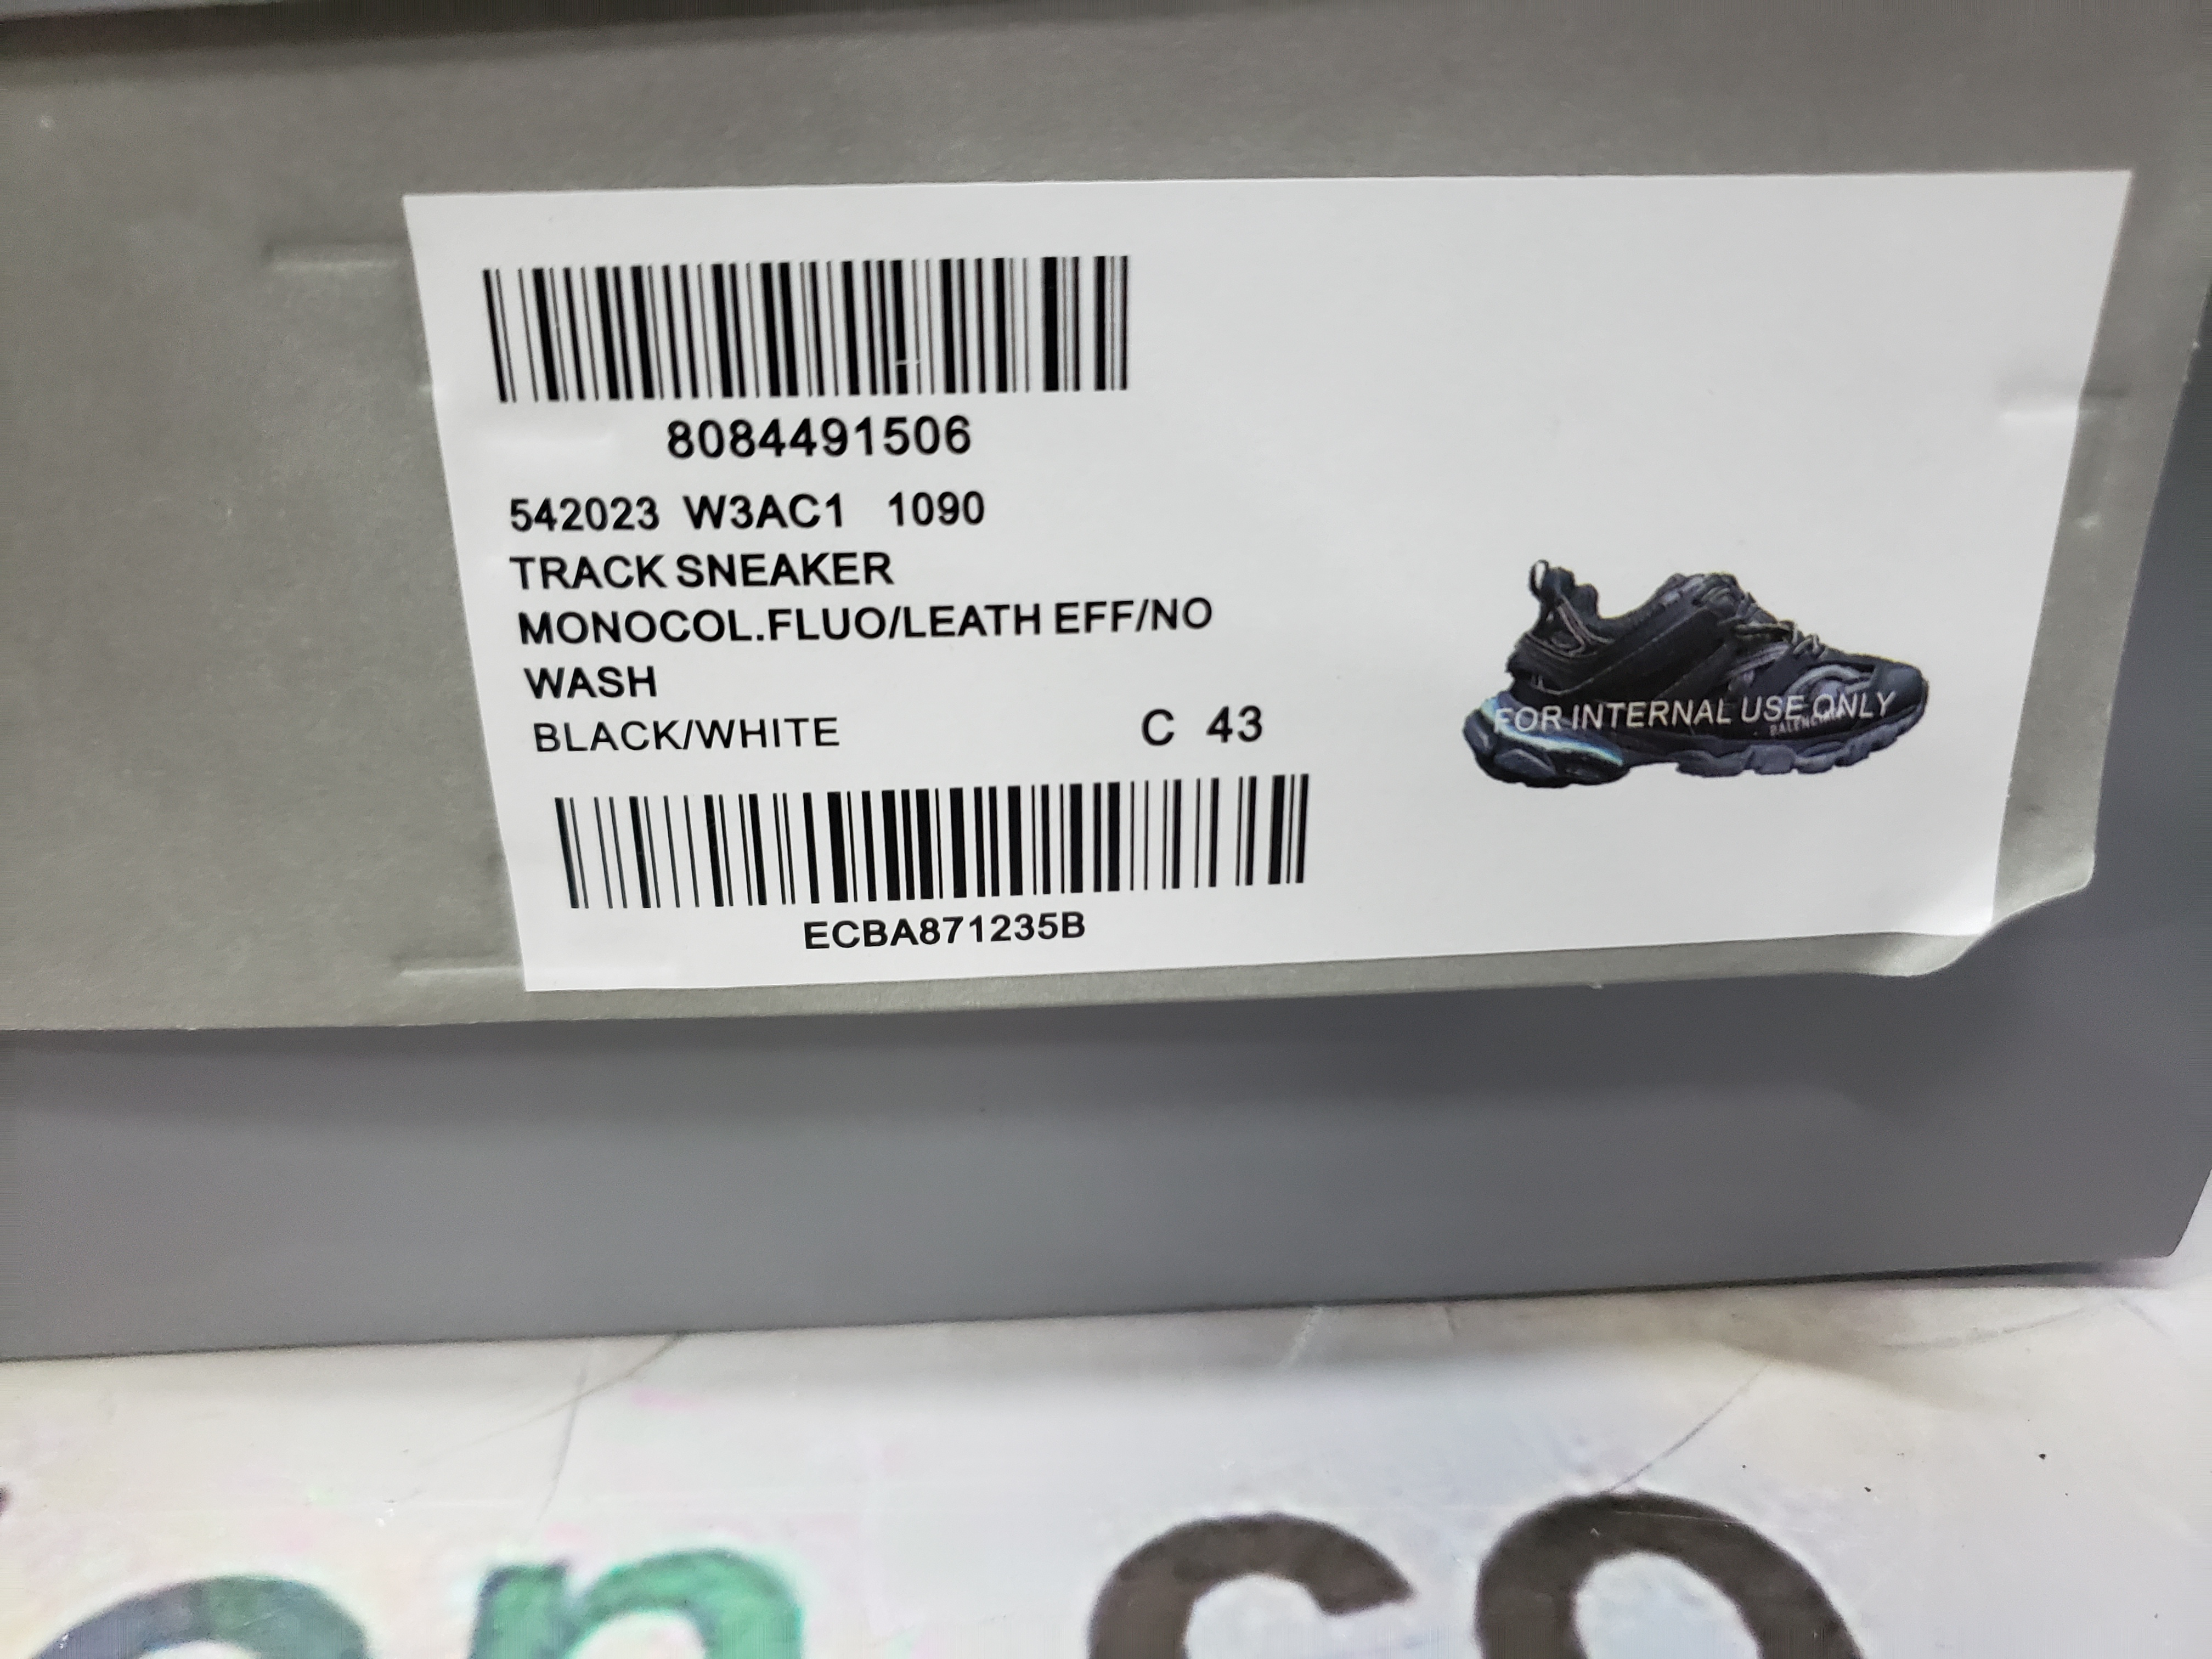 8084491506
542023 W3AC1 1090
TRACK SNEAKER
MONOCOL.FLUO/LEATH EFF/NO
WASH
BLACK/WHITE C 43
FOR INTERNAL USE ONLY
BALENCIAGA
ECBA871235B